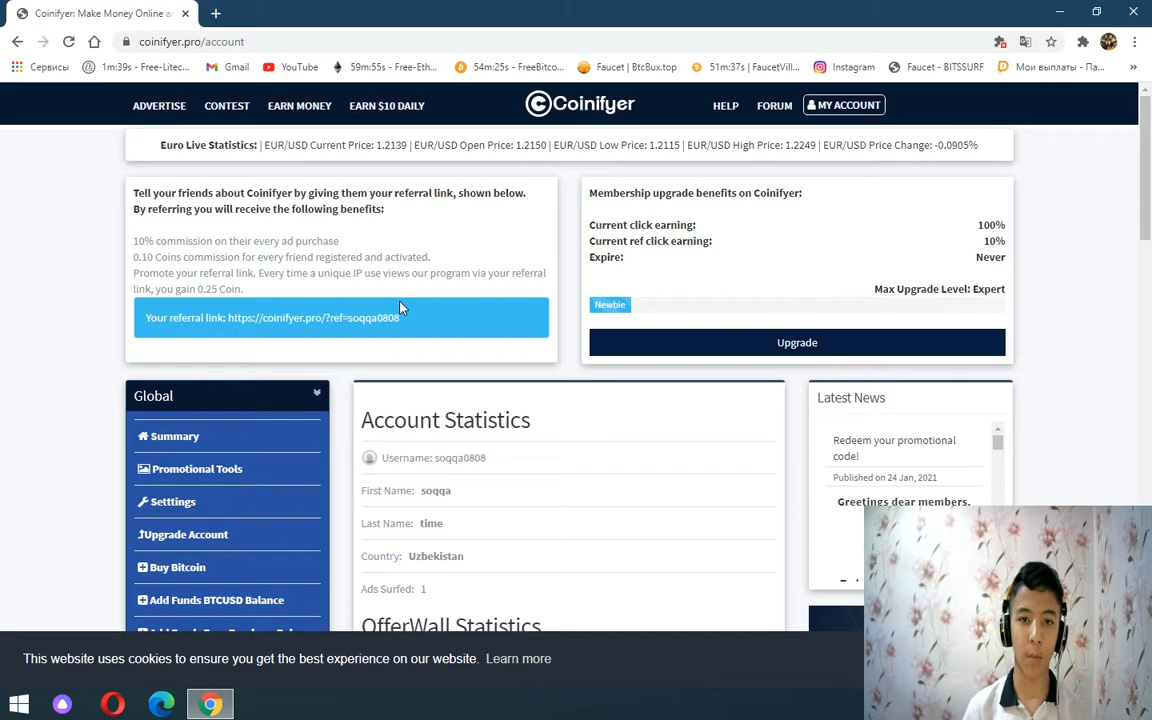 Coinifyer: Make Money Online a
coinifyer.pro/account
Сервисы
1m:39s - Free-Litec...
Gmail
YouTube
59m:55s - Free-Eth...
54m:25s - FreeBitco...
Faucet | BtcBux.top
51m:37s | FaucetVill...
Instagram
Faucet - BITSSURF
Мои выплаты - Па...
ADVERTISE CONTEST EARN MONEY EARN $10 DAILY
Coinifyer
HELP FORUM MY ACCOUNT
Euro Live Statistics: | EUR/USD Current Price: 1.2139 | EUR/USD Open Price: 1.2150 | EUR/USD Low Price: 1.2115 | EUR/USD High Price: 1.2249 | EUR/USD Price Change: -0.0905%
Tell your friends about Coinifyer by giving them your referral link, shown below.
By referring you will receive the following benefits:
10% commission on their every ad purchase
0.10 Coins commission for every friend registered and activated.
Promote your referral link. Every time a unique IP use views our program via your referral
link, you gain 0.25 Coin.
Your referral link: https://coinifyer.pro/?ref=soqqa0808
Membership upgrade benefits on Coinifyer:
Current click earning: 100%
Current ref click earning: 10%
Expire: Never
Max Upgrade Level: Expert
Newbie
Upgrade
Global
Summary
Promotional Tools
Setttings
Upgrade Account
Buy Bitcoin
Add Funds BTCUSD Balance
Account Statistics
Username: soqqa0808
First Name: soqqa
Last Name: time
Country: Uzbekistan
Ads Surfed: 1
OfferWall Statistics
Latest News
Redeem your promotional
code!
Published on 24 Jan, 2021
Greetings dear members.
This website uses cookies to ensure you get the best experience on our website. Learn more